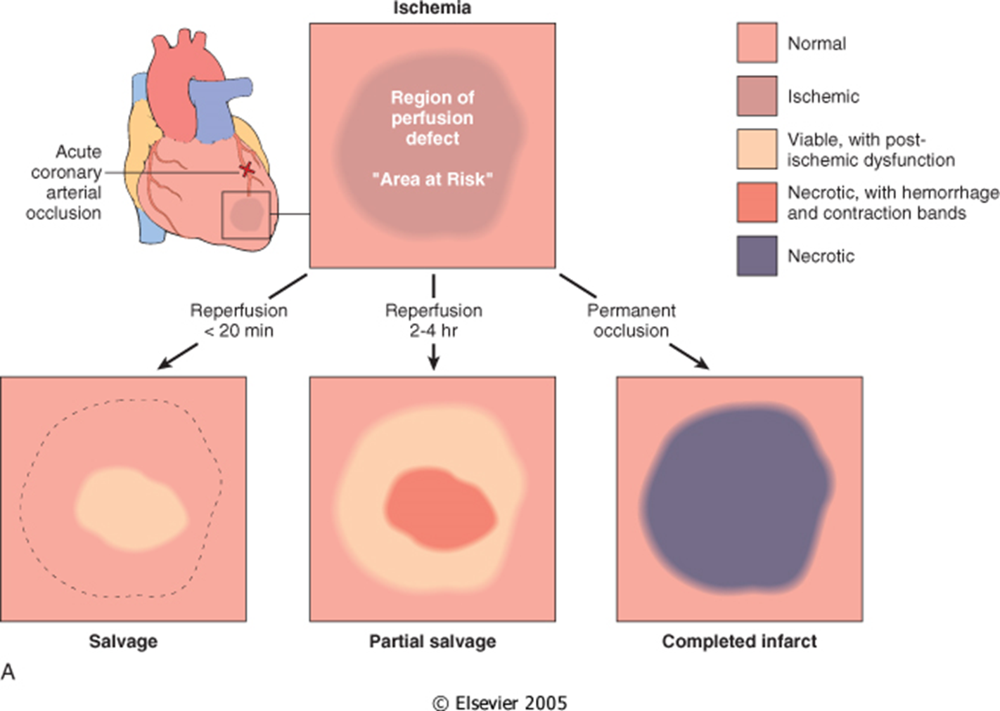 Ischemia
Region of
perfusion
defect
"Area at Risk"
Acute
coronary
arterial
occlusion
Normal
Ischemic
Viable, with post-
ischemic dysfunction
Necrotic, with hemorrhage
and contraction bands
Necrotic
Reperfusion
< 20 min
Reperfusion
2-4 hr
Permanent
occlusion
Salvage
Partial salvage
Completed infarct
A
© Elsevier 2005